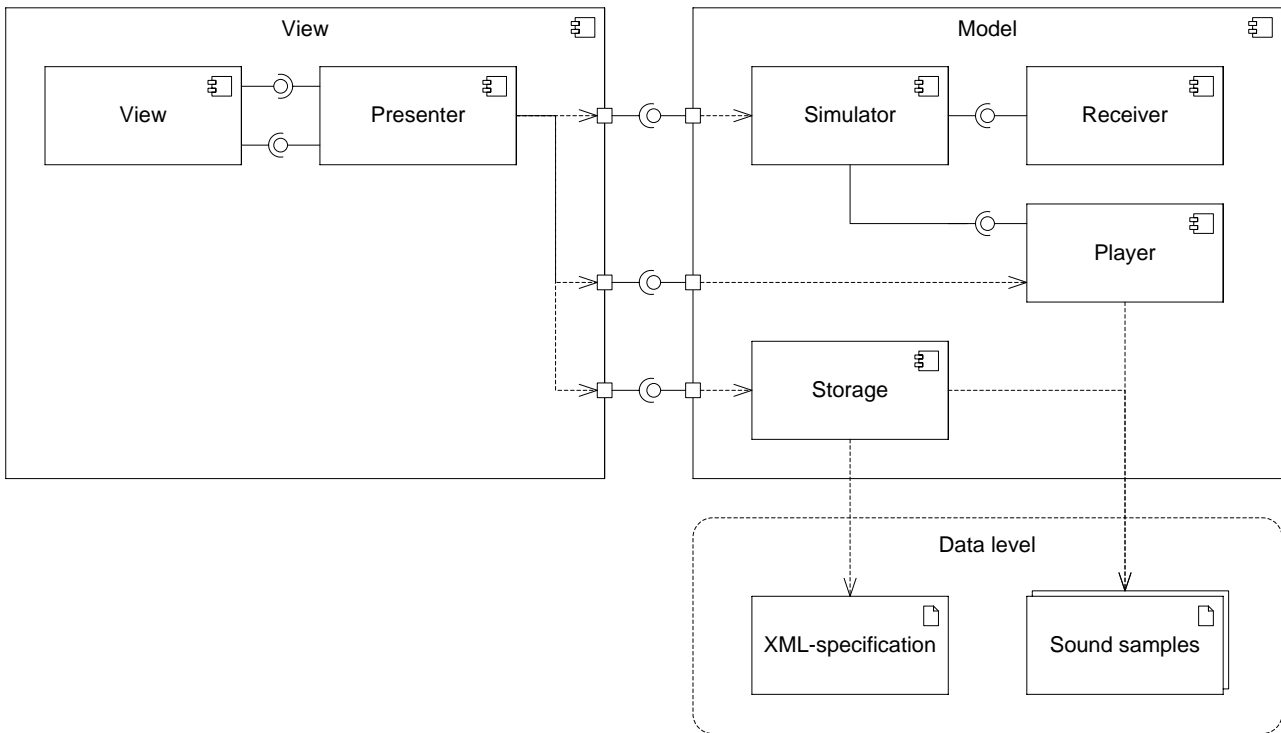 View
Model
View
Presenter
Simulator
Receiver
Player
Storage
Data level
XML-specification
Sound samples